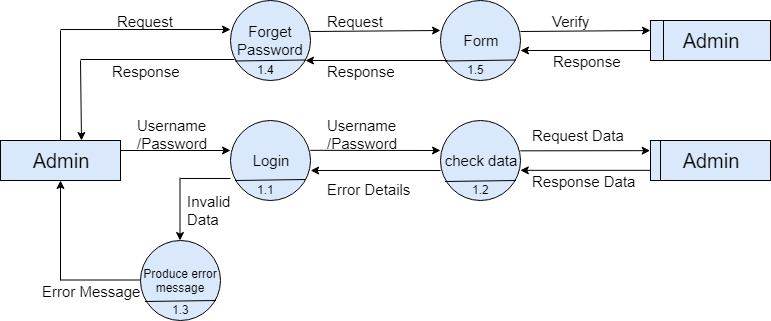 Request
Forget
Password
1.4
Request
Form
1.5
Verify
Admin
Response
Response
Response
Admin
Username
/Password
Login
1.1
Username
/Password
check data
1.2
Request Data
Admin
Error Details
Response Data
Invalid
Data
Produce error
message
1.3
Error Message